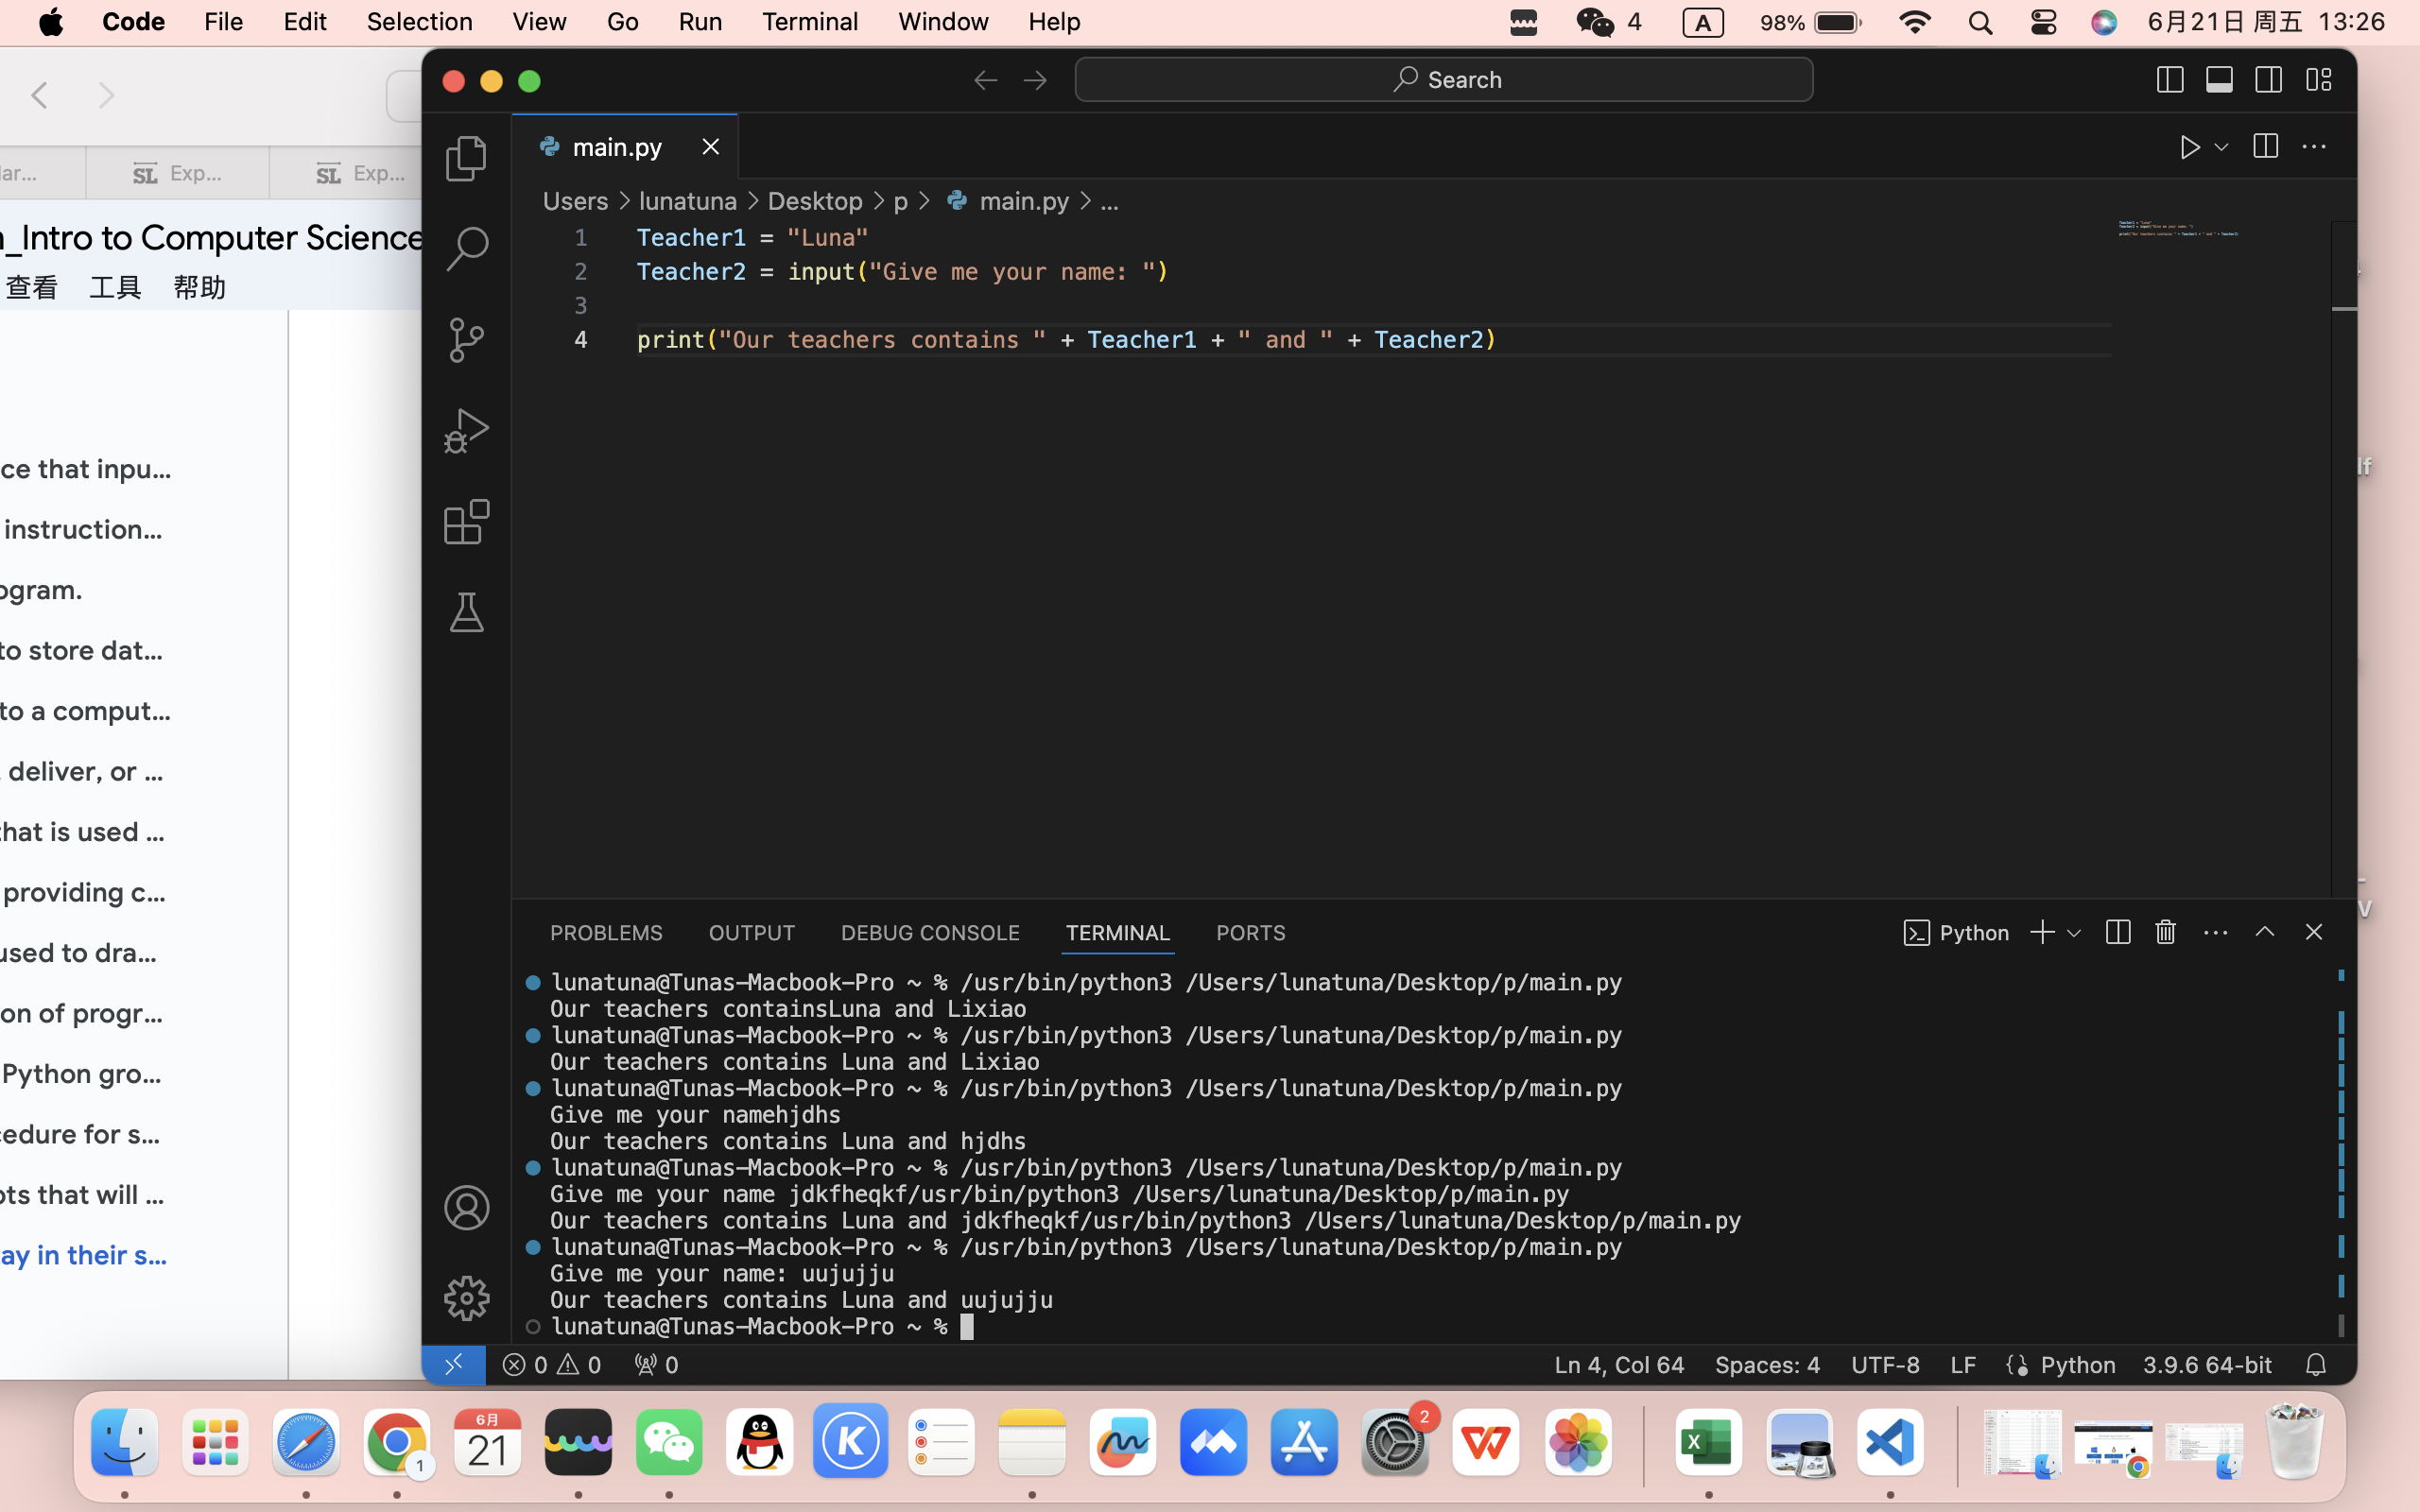 Code File Edit Selection View Go Run Terminal Window Help 4 A 98% 6月21日 周五 13:26
Search
lar... SL Exp... SL Exp...
main.py
Users > lunatuna > Desktop > p > main.py > ...
_Intro to Computer Science
查看 工具 帮助
1 Teacher1 = "Luna"
2 Teacher2 = input("Give me your name: ")
3
4 print("Our teachers contains " + Teacher1 + " and " + Teacher2)
ce that inpu...
instruction...
ogram.
to store dat...
to a comput...
deliver, or ...
that is used ...
providing c...
used to dra...
on of progr...
Python gro...
cedure for s...
ots that will ...
ay in their s...
lf
V
PROBLEMS OUTPUT DEBUG CONSOLE TERMINAL PORTS Python
lunatuna@Tunas-Macbook-Pro ~ % /usr/bin/python3 /Users/lunatuna/Desktop/p/main.py
Our teachers containsLuna and Lixiao
lunatuna@Tunas-Macbook-Pro ~ % /usr/bin/python3 /Users/lunatuna/Desktop/p/main.py
Our teachers contains Luna and Lixiao
lunatuna@Tunas-Macbook-Pro ~ % /usr/bin/python3 /Users/lunatuna/Desktop/p/main.py
Give me your namehjdhs
Our teachers contains Luna and hjdhs
lunatuna@Tunas-Macbook-Pro ~ % /usr/bin/python3 /Users/lunatuna/Desktop/p/main.py
Give me your name jdkfheqkf/usr/bin/python3 /Users/lunatuna/Desktop/p/main.py
Our teachers contains Luna and jdkfheqkf/usr/bin/python3 /Users/lunatuna/Desktop/p/main.py
lunatuna@Tunas-Macbook-Pro ~ % /usr/bin/python3 /Users/lunatuna/Desktop/p/main.py
Give me your name: uujujju
Our teachers contains Luna and uujujju
lunatuna@Tunas-Macbook-Pro ~ %
0 0 0 Ln 4, Col 64 Spaces: 4 UTF-8 LF Python 3.9.6 64-bit
1 6月 21 K 2 X